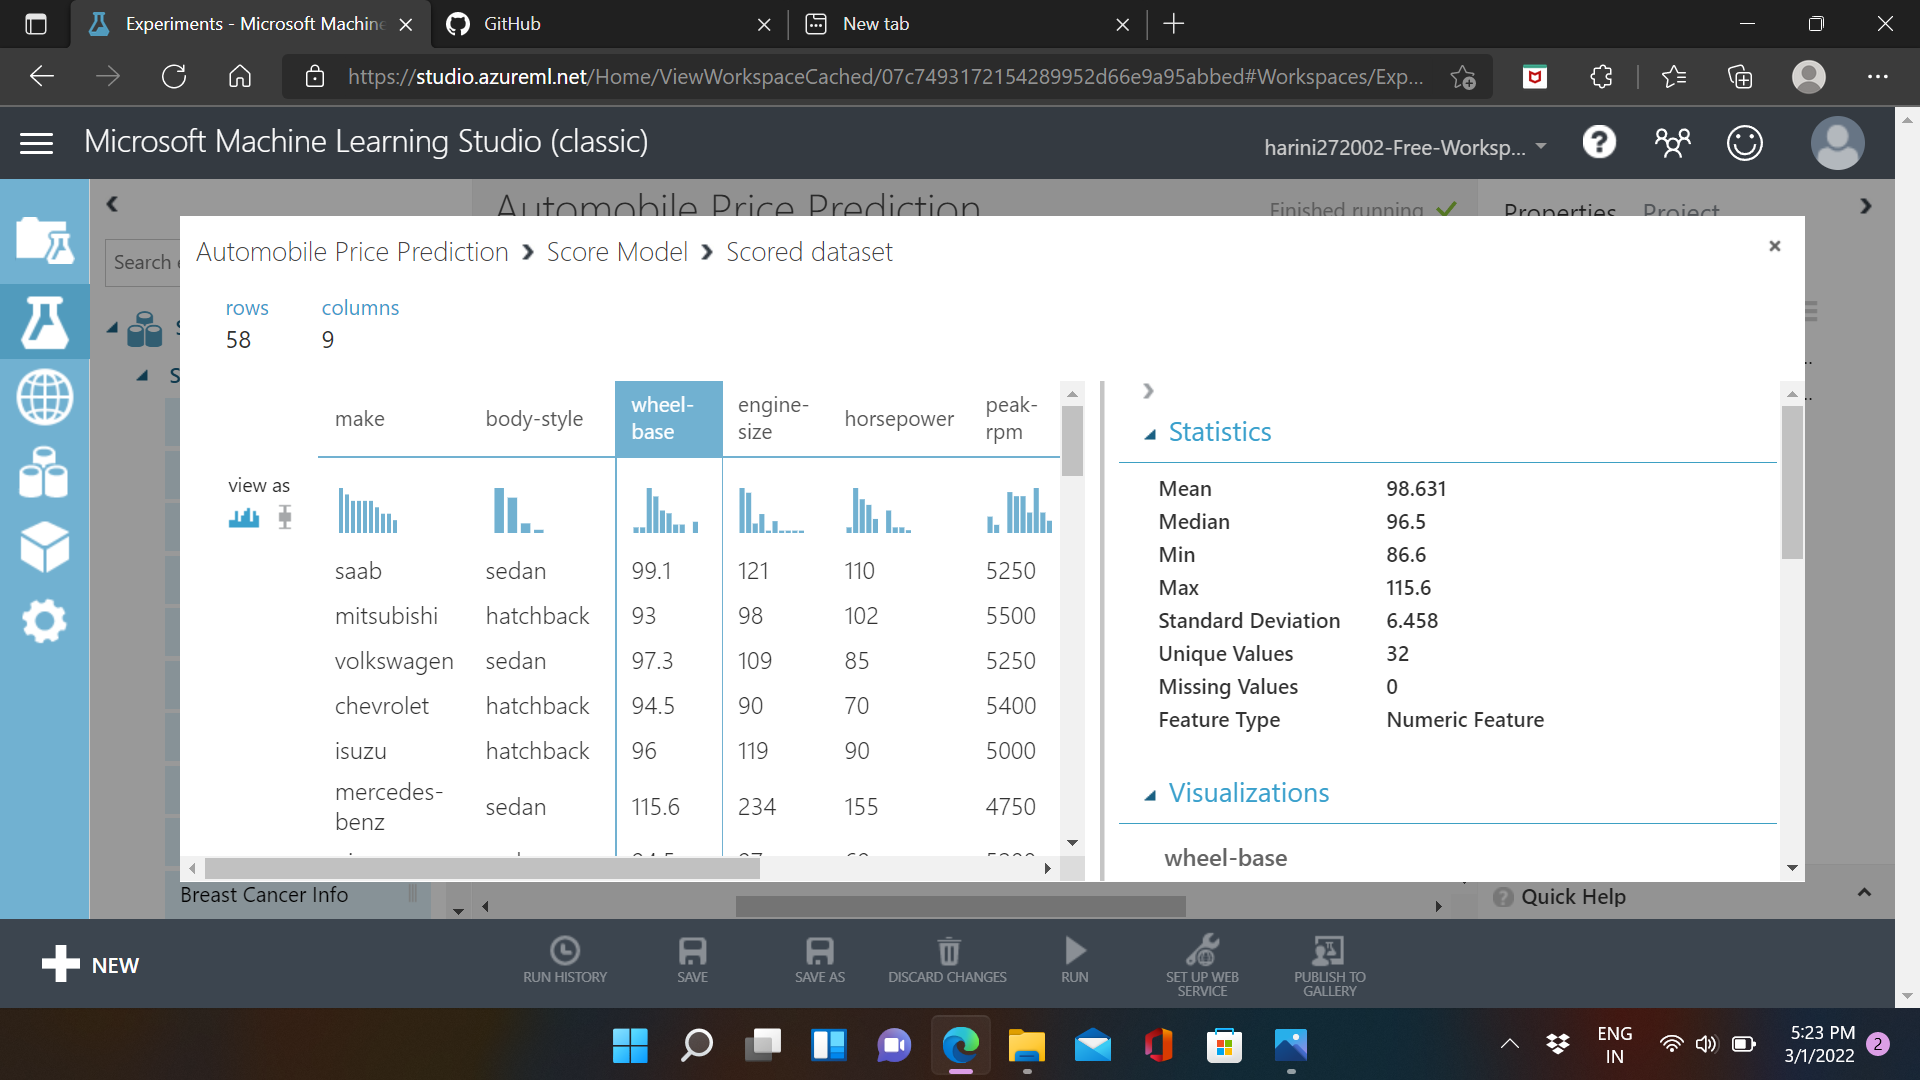 Experiments - Microsoft Machine
GitHub
New tab
https://studio.azureml.net/Home/ViewWorkspaceCached/07c7493172154289952d66e9a95abbed#Workspaces/Exp...
Microsoft Machine Learning Studio (classic)
harini272002-Free-Worksp...
Automobile Price Prediction
Finished running
Properties Project
Search
Automobile Price Prediction Score Model Scored dataset
rows columns
58 9
make body-style wheel-base engine-size horsepower peak-rpm
view as
saab sedan 99.1 121 110 5250
mitsubishi hatchback 93 98 102 5500
volkswagen sedan 97.3 109 85 5250
chevrolet hatchback 94.5 90 70 5400
isuzu hatchback 96 119 90 5000
mercedes-benz sedan 115.6 234 155 4750
Statistics
Mean 98.631
Median 96.5
Min 86.6
Max 115.6
Standard Deviation 6.458
Unique Values 32
Missing Values 0
Feature Type Numeric Feature
Visualizations
wheel-base
Breast Cancer Info
Quick Help
NEW
RUN HISTORY
SAVE
SAVE AS
DISCARD CHANGES
RUN
SET UP WEB SERVICE
PUBLISH TO GALLERY
ENG
IN
5:23 PM
3/1/2022
2